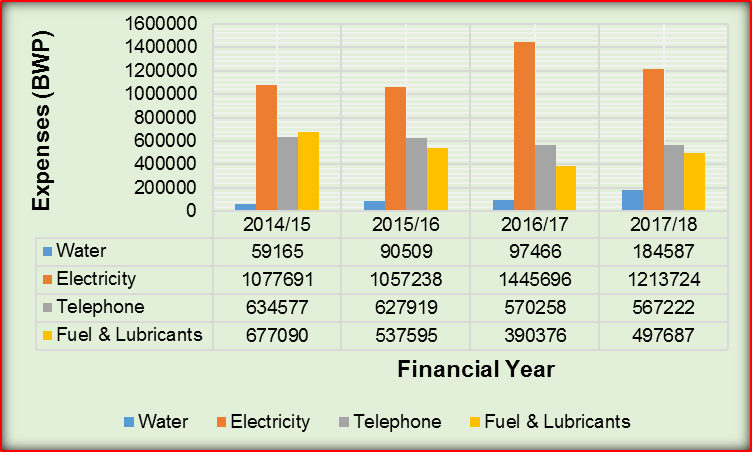 Expenses (BWP)
1600000
1400000
1200000
1000000
800000
600000
400000
200000
0
2014/15 2015/16 2016/17 2017/18
Water 59165 90509 97466 184587
Electricity 1077691 1057238 1445696 1213724
Telephone 634577 627919 570258 567222
Fuel & Lubricants 677090 537595 390376 497687
Financial Year
Water Electricity Telephone Fuel & Lubricants